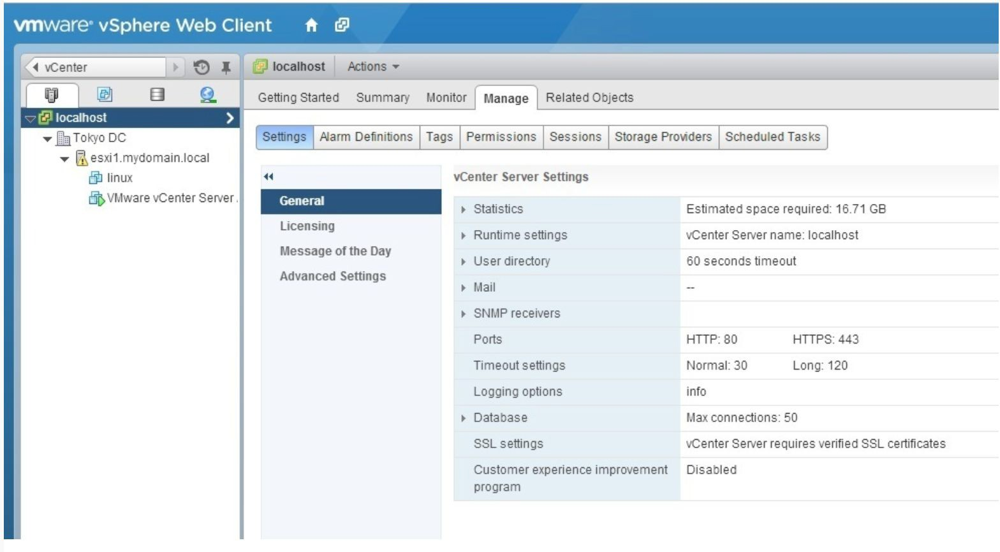 vmware vSphere Web Client
vCenter
localhost Actions
Getting Started Summary Monitor Manage Related Objects
localhost
Tokyo DC
esxi1.mydomain.local
linux
VMware vCenter Server
Settings Alarm Definitions Tags Permissions Sessions Storage Providers Scheduled Tasks
General
Licensing
Message of the Day
Advanced Settings
vCenter Server Settings
Statistics Estimated space required: 16.71 GB
Runtime settings vCenter Server name: localhost
User directory 60 seconds timeout
Mail --
SNMP receivers
Ports HTTP: 80 HTTPS: 443
Timeout settings Normal: 30 Long: 120
Logging options info
Database Max connections: 50
SSL settings vCenter Server requires verified SSL certificates
Customer experience improvement Disabled
program